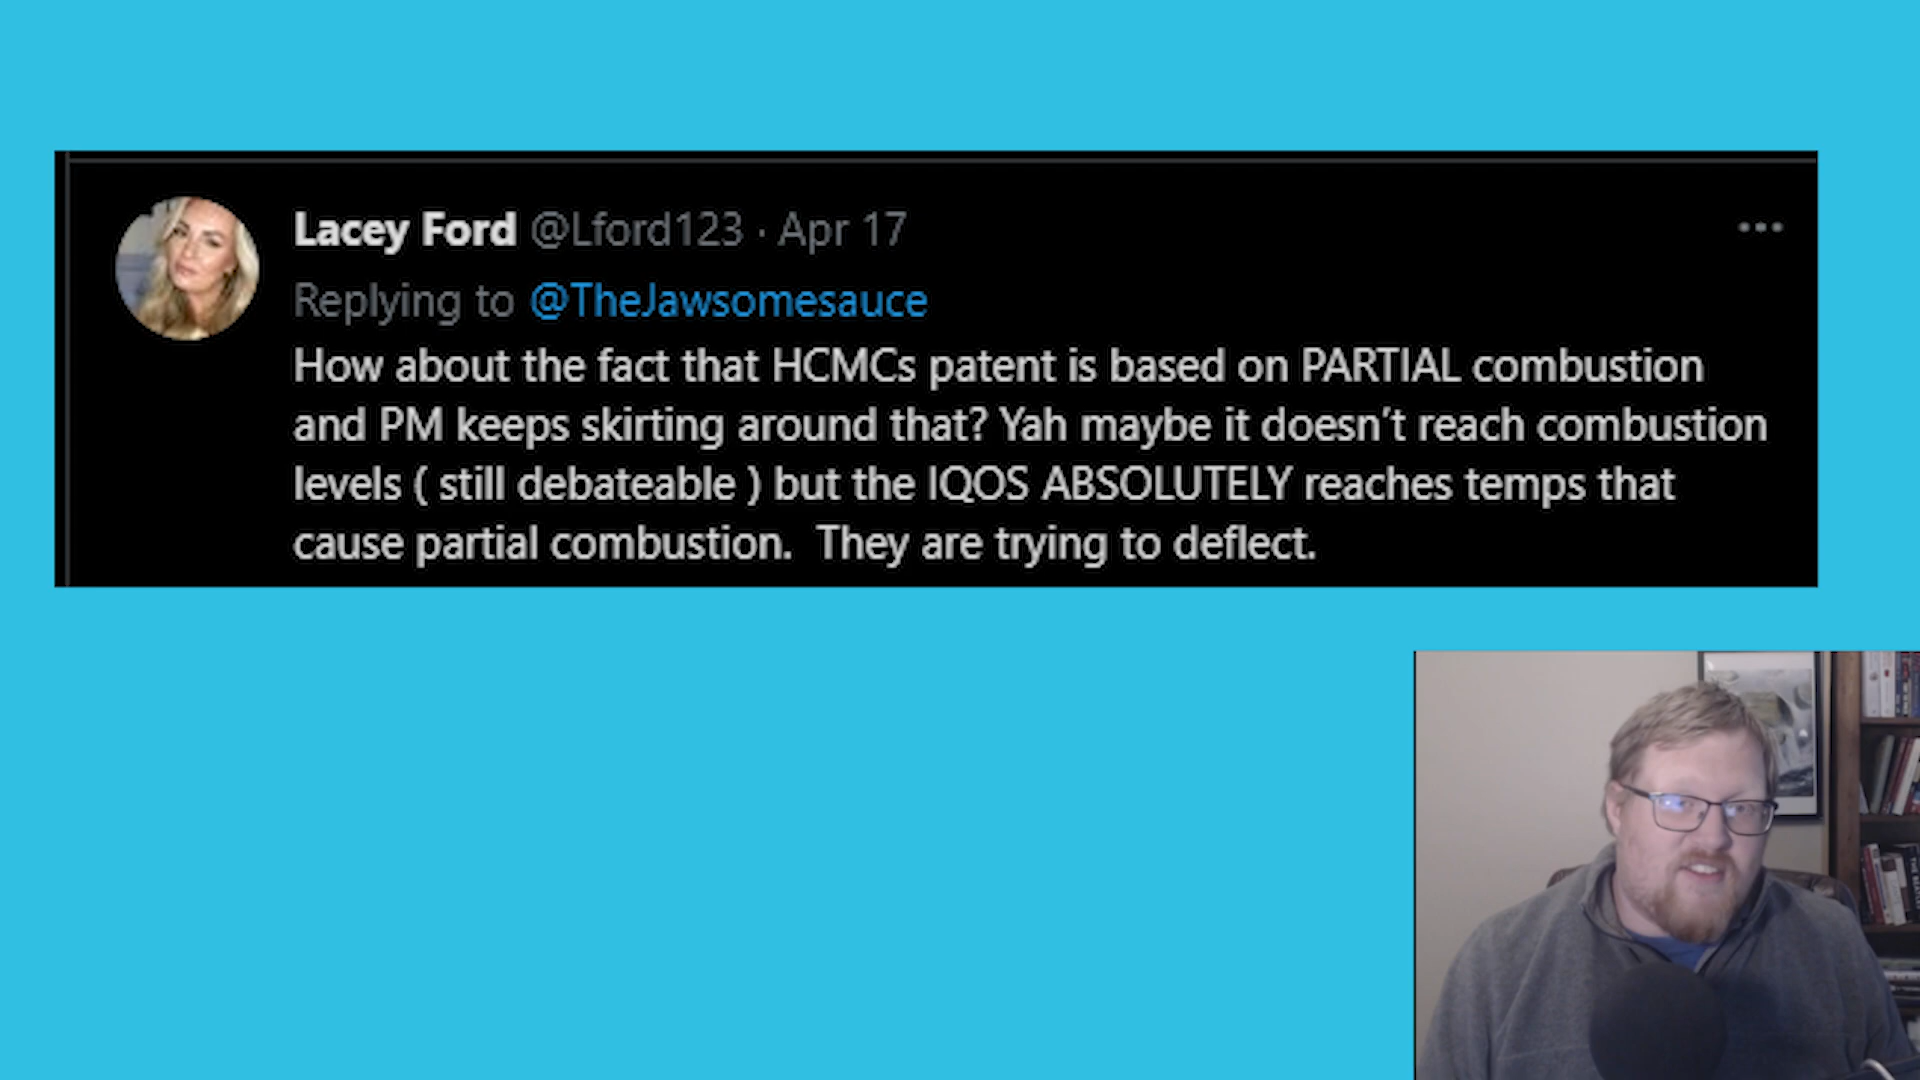 Lacey Ford @Lford123 · Apr 17
Replying to @TheJawsomesauce
How about the fact that HCMCs patent is based on PARTIAL combustion
and PM keeps skirting around that? Yah maybe it doesn’t reach combustion
levels ( still debateable ) but the IQOS ABSOLUTELY reaches temps that
cause partial combustion.  They are trying to deflect.